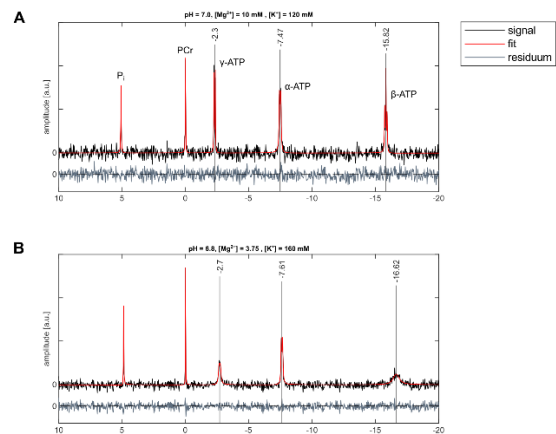 A
pH = 7.0, [Mg²⁺] = 10 mM , [K⁺] = 120 mM
signal
fit
residuum
amplitude [a.u.]
Pᵢ
PCr
-2.3
γ-ATP
-7.47
α-ATP
-15.82
β-ATP
0
0
10 5 0 -5 -10 -15 -20
B
pH = 6.8, [Mg²⁺] = 3.75 , [K⁺] = 160 mM
amplitude [a.u.]
-2.7
-7.61
-16.62
0
0
10 5 0 -5 -10 -15 -20